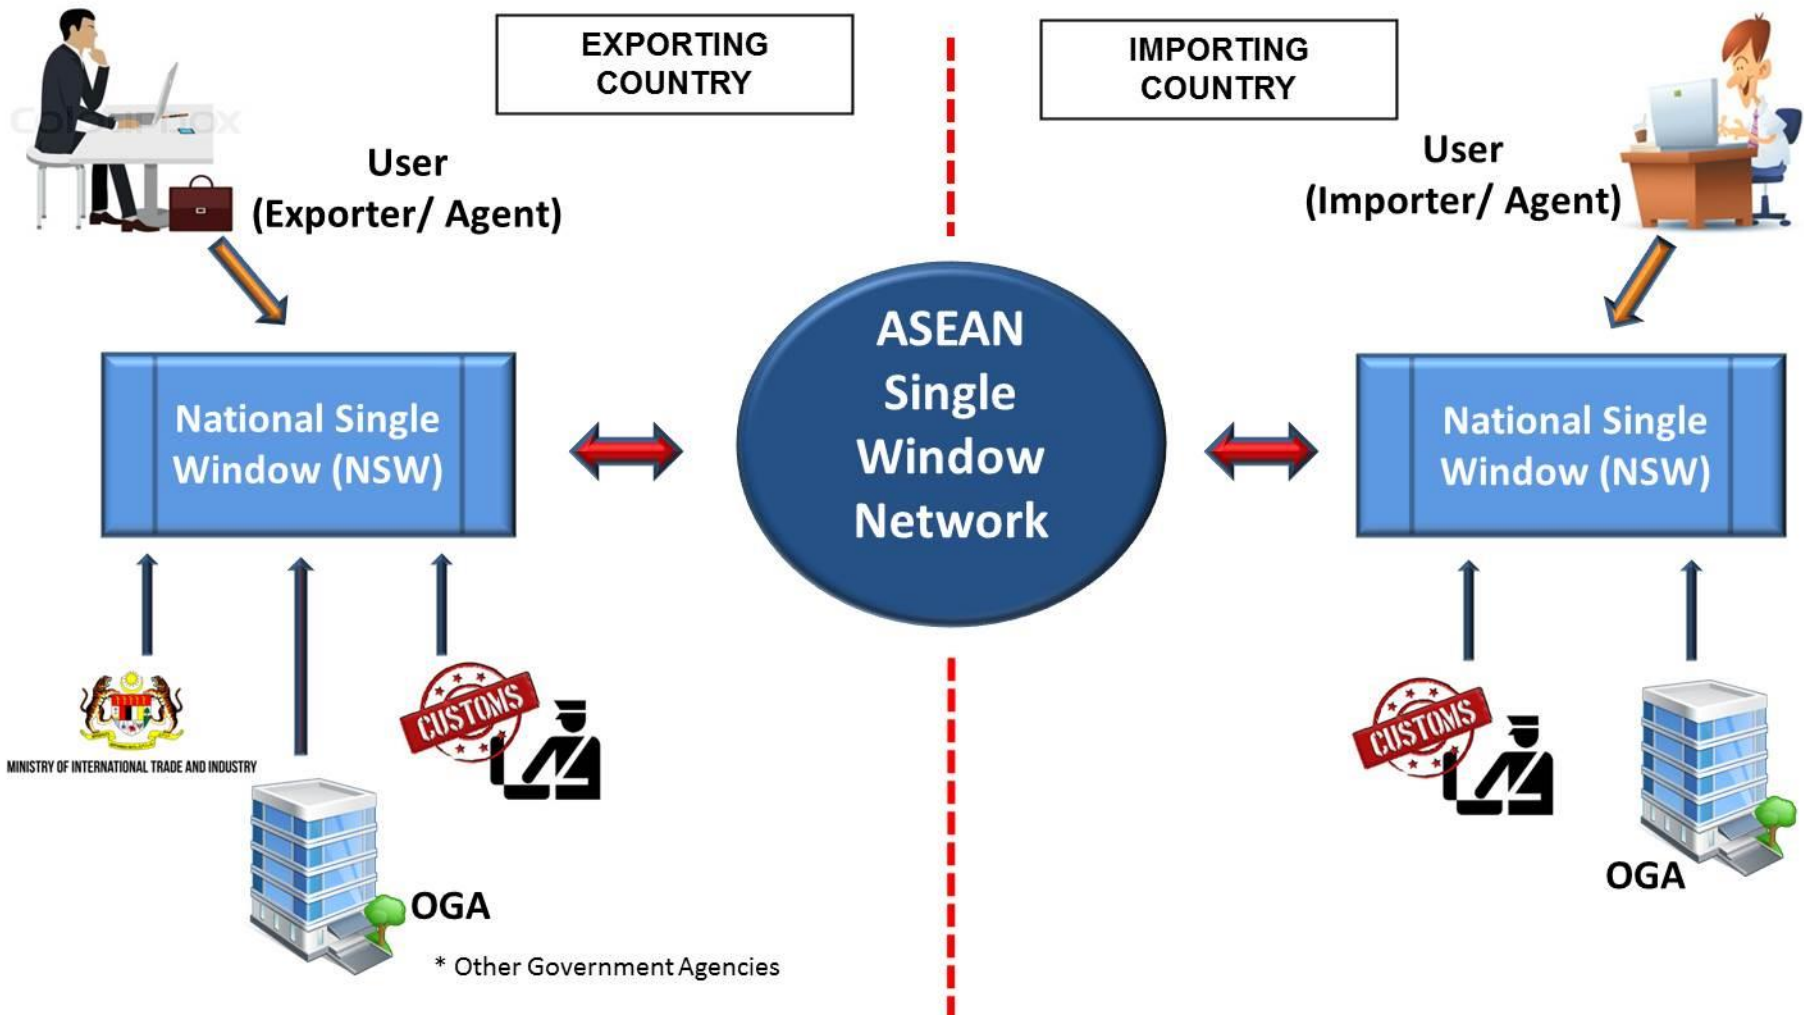 EXPORTING
COUNTRY
IMPORTING
COUNTRY
User
(Exporter/ Agent)
User
(Importer/ Agent)
ASEAN
Single
Window
Network
National Single
Window (NSW)
National Single
Window (NSW)
MINISTRY OF INTERNATIONAL TRADE AND INDUSTRY
CUSTOMS
CUSTOMS
OGA
OGA
* Other Government Agencies